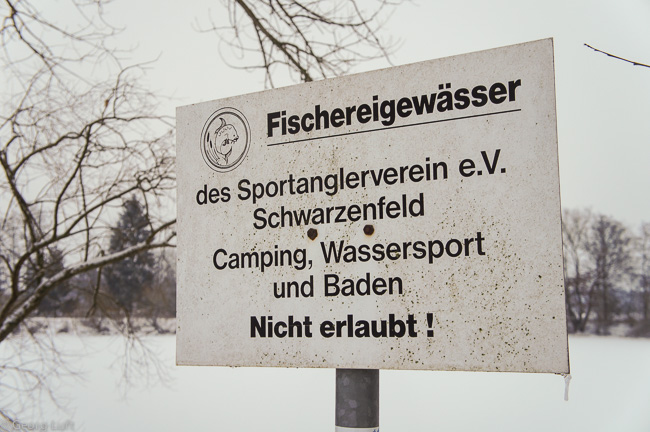 Fischereigewässer
des Sportanglerverein e.V.
Schwarzenfeld
Camping, Wassersport
und Baden
Nicht erlaubt !